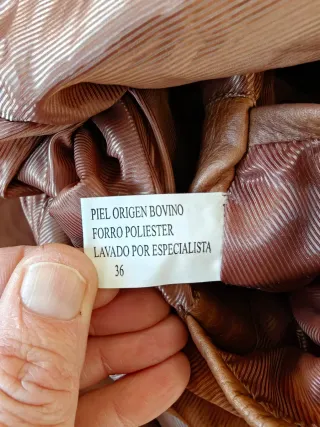 PIEL ORIGEN BOVINO
FORRO POLIESTER
LAVADO POR ESPECIALISTA
36